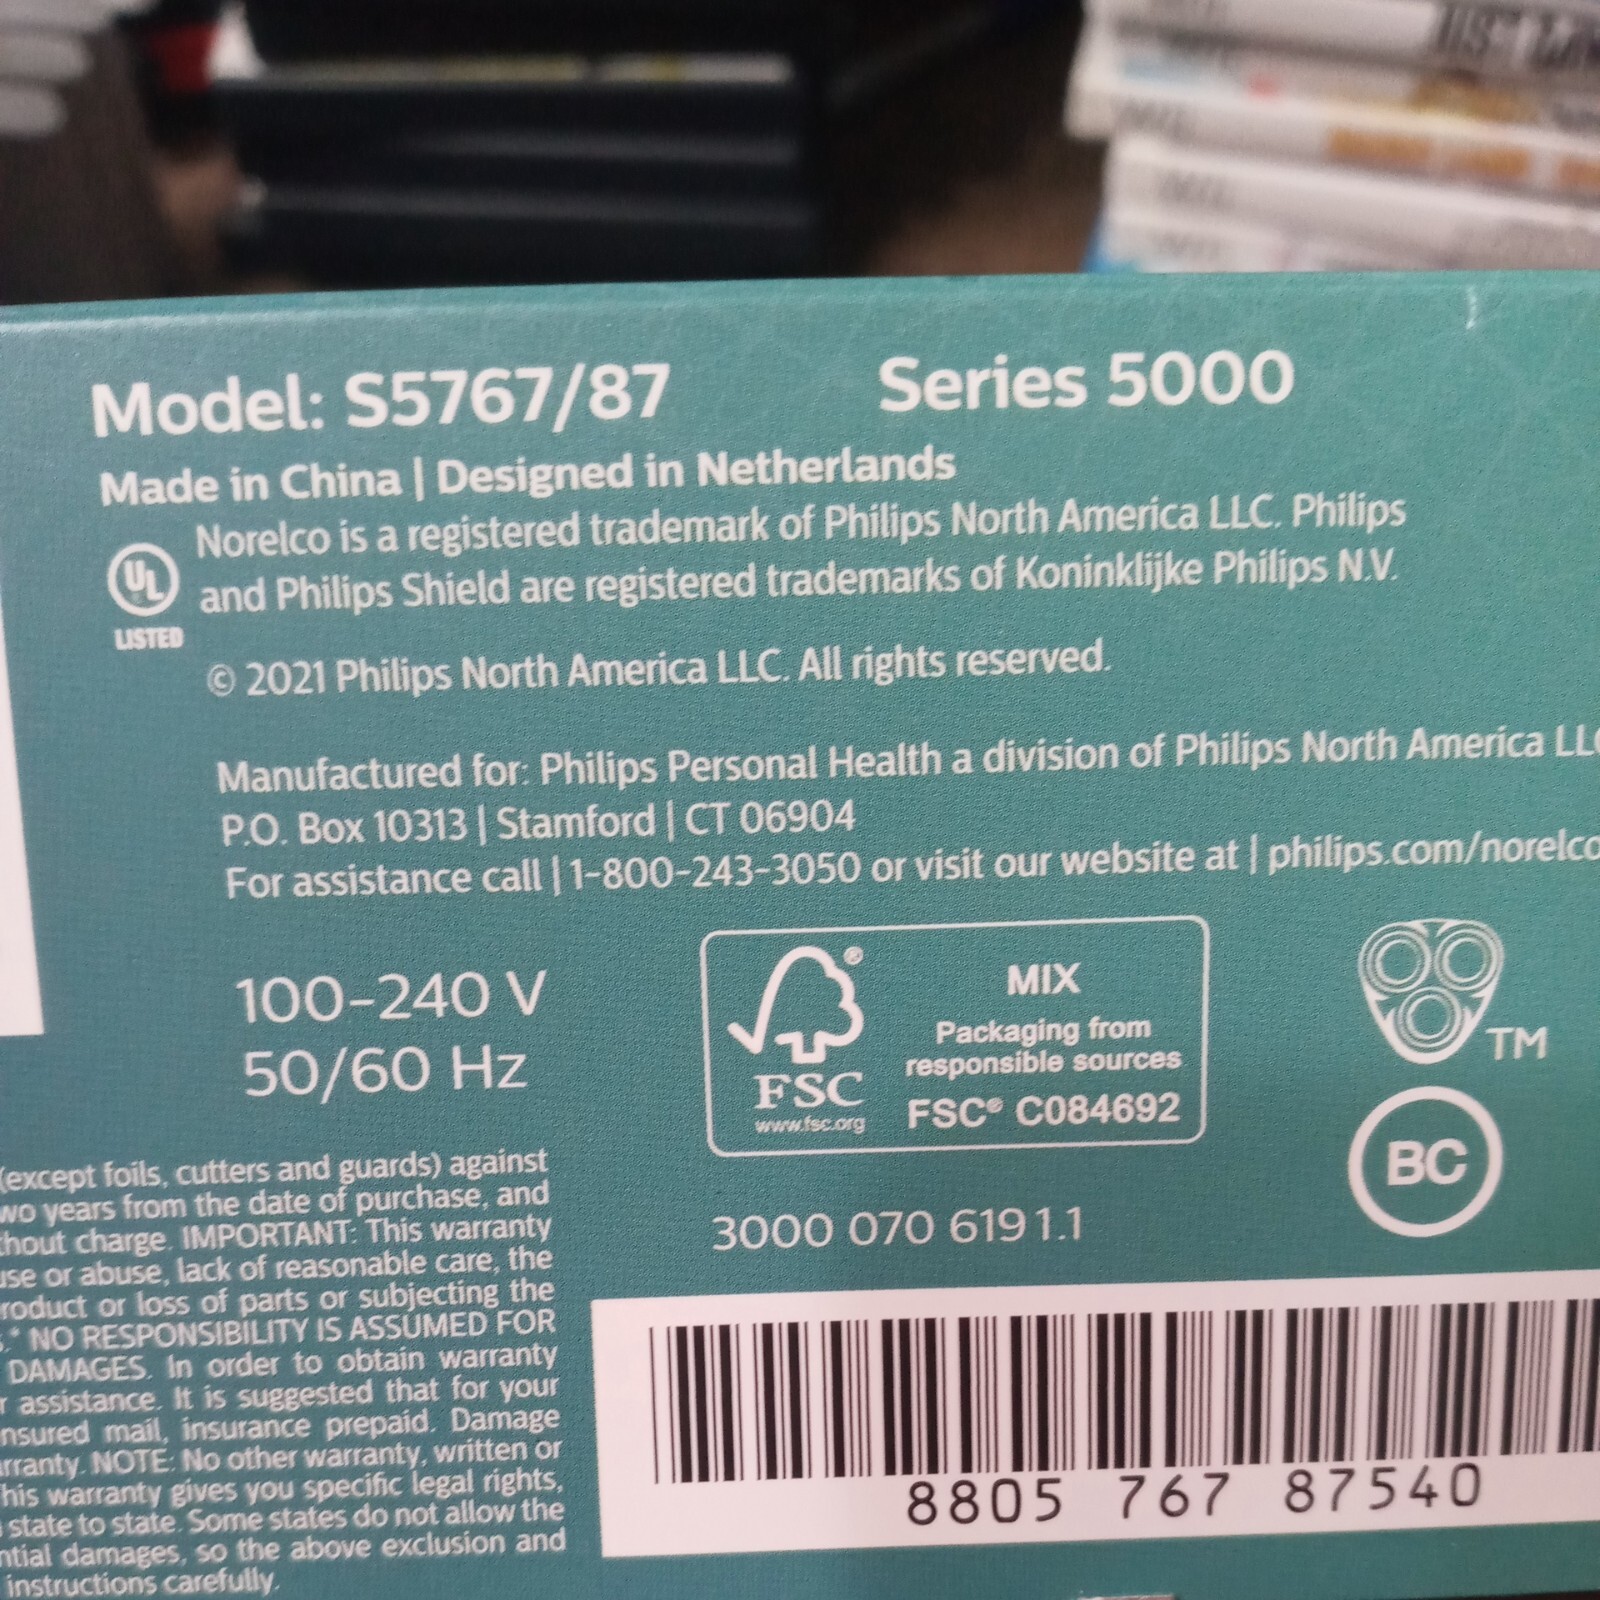 Model: S5767/87 Series 5000
Made in China | Designed in Netherlands
Norelco is a registered trademark of Philips North America LLC. Philips
and Philips Shield are registered trademarks of Koninklijke Philips N.V.
UL
LISTED
© 2021 Philips North America LLC. All rights reserved.
Manufactured for: Philips Personal Health a division of Philips North America
P.O. Box 10313 | Stamford | CT 06904
For assistance call | 1-800-243-3050 or visit our website at | philips.com/norelco
100-240 V
50/60 Hz
FSC
www.fsc.org
®
MIX
Packaging from
responsible sources
FSC® C084692
TM
BC
3000 070 6191.1
(except foils, cutters and guards) against
years from the date of purchase, and
charge. IMPORTANT: This warranty
or abuse, lack of reasonable care, the
or loss of parts or subjecting the
NO RESPONSIBILITY IS ASSUMED FOR
DAMAGES. In order to obtain warranty
assistance. It is suggested that for your
mail, insurance prepaid. Damage
NOTE: No other warranty, written or
warranty gives you specific legal rights,
state to state. Some states do not allow the
damages, so the above exclusion and
instructions carefully.
8805 767 87540